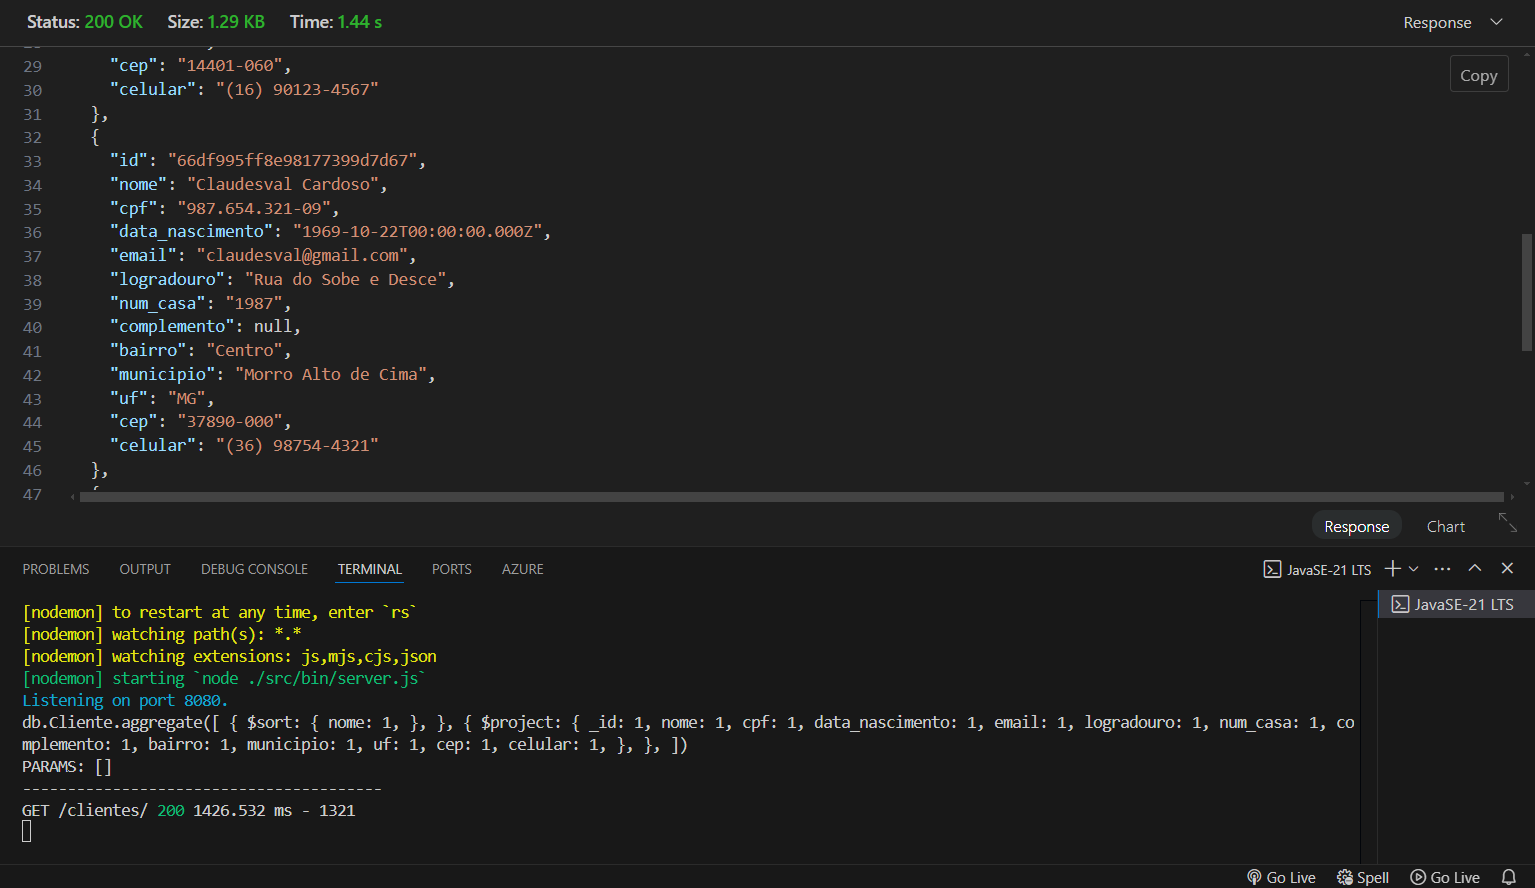 Status: 200 OK Size: 1.29 KB Time: 1.44 s Response
29 "cep": "14401-060",
Copy
30 "celular": "(16) 90123-4567"
31 },
32 {
33 "id": "66df995ff8e98177399d7d67",
34 "nome": "Claudesval Cardoso",
35 "cpf": "987.654.321-09",
36 "data_nascimento": "1969-10-22T00:00:00.000Z",
37 "email": "claudesval@gmail.com",
38 "logradouro": "Rua do Sobe e Desce",
39 "num_casa": "1987",
40 "complemento": null,
41 "bairro": "Centro",
42 "municipio": "Morro Alto de Cima",
43 "uf": "MG",
44 "cep": "37890-000",
45 "celular": "(36) 98754-4321"
46 },
47 {
Response Chart
PROBLEMS OUTPUT DEBUG CONSOLE TERMINAL PORTS AZURE JavaSE-21 LTS
JavaSE-21 LTS
[nodemon] to restart at any time, enter `rs`
[nodemon] watching path(s): *.*
[nodemon] watching extensions: js,mjs,cjs,json
[nodemon] starting `node ./src/bin/server.js`
Listening on port 8080.
db.Cliente.aggregate([ { $sort: { nome: 1, }, }, { $project: { _id: 1, nome: 1, cpf: 1, data_nascimento: 1, email: 1, logradouro: 1, num_casa: 1, co
mplemento: 1, bairro: 1, municipio: 1, uf: 1, cep: 1, celular: 1, }, }, ])
PARAMS: []
----------------------------------------
GET /clientes/ 200 1426.532 ms - 1321
Go Live Spell Go Live